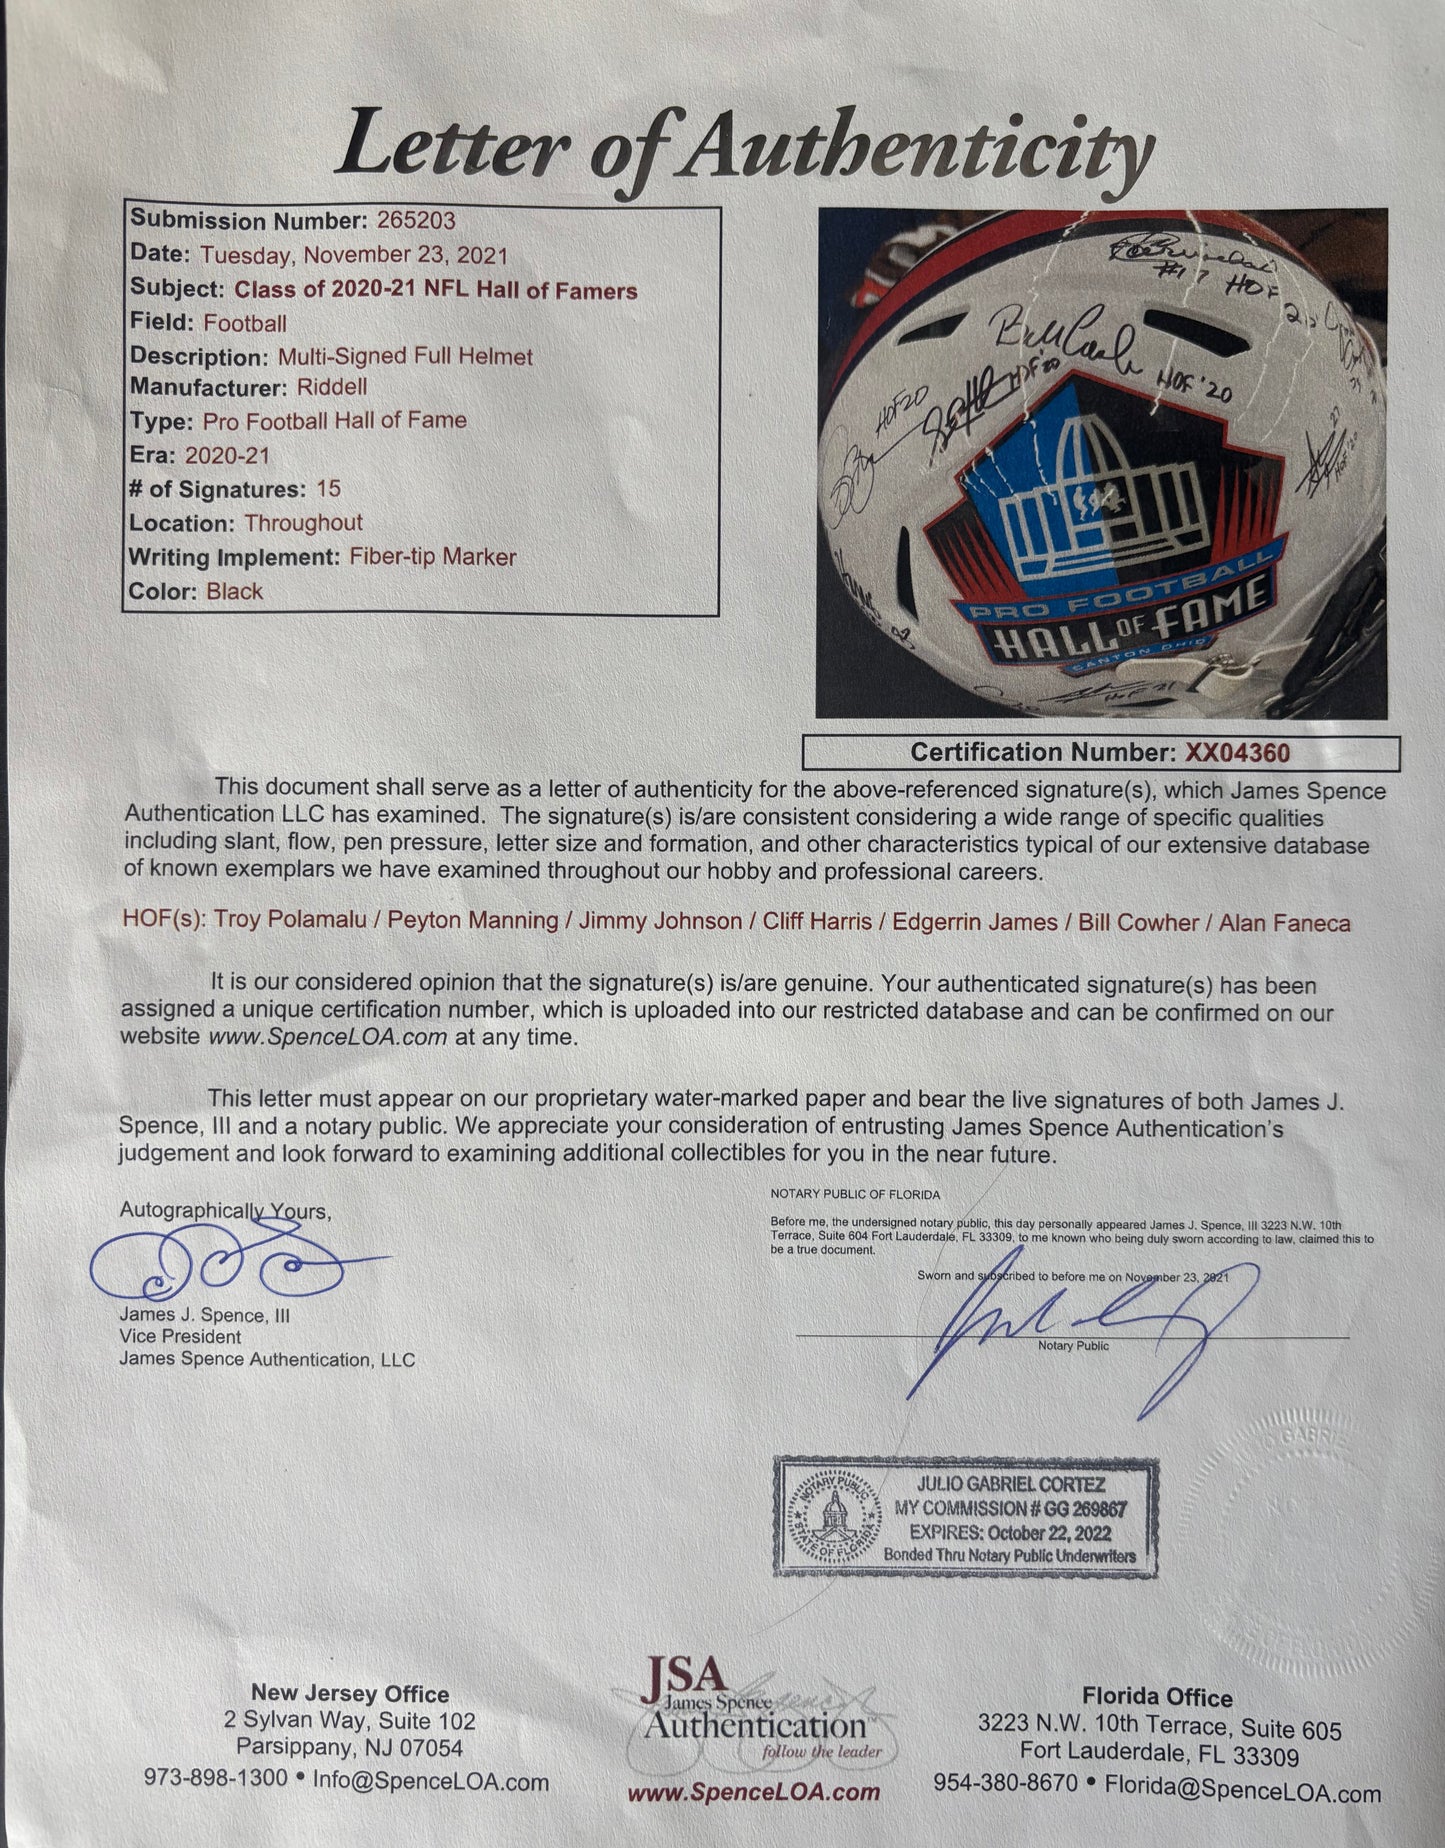 Letter of Authenticity
Submission Number: 265203
Date: Tuesday, November 23, 2021
Subject: Class of 2020-21 NFL Hall of Famers
Field: Football
Description: Multi-Signed Full Helmet
Manufacturer: Riddell
Type: Pro Football Hall of Fame
Era: 2020-21
# of Signatures: 15
Location: Throughout
Writing Implement: Fiber-tip Marker
Color: Black
#17 HOF
HOF '20
HOF '20
HOF20
HOF '20
PRO FOOTBALL
HALL OF FAME
CANTON OHIO
HOF 21
Certification Number: XX04360
This document shall serve as a letter of authenticity for the above-referenced signature(s), which James Spence
Authentication LLC has examined. The signature(s) is/are consistent considering a wide range of specific qualities
including slant, flow, pen pressure, letter size and formation, and other characteristics typical of our extensive database
of known exemplars we have examined throughout our hobby and professional careers.
HOF(s): Troy Polamalu / Peyton Manning / Jimmy Johnson / Cliff Harris / Edgerrin James / Bill Cowher / Alan Faneca
It is our considered opinion that the signature(s) is/are genuine. Your authenticated signature(s) has been
assigned a unique certification number, which is uploaded into our restricted database and can be confirmed on our
website www.SpenceLOA.com at any time.
This letter must appear on our proprietary water-marked paper and bear the live signatures of both James J.
Spence, III and a notary public. We appreciate your consideration of entrusting James Spence Authentication's
judgement and look forward to examining additional collectibles for you in the near future.
Autographically Yours,
James J. Spence, III
Vice President
James Spence Authentication, LLC
NOTARY PUBLIC OF FLORIDA
Before me, the undersigned notary public, this day personally appeared James J. Spence, III 3223 N.W. 10th
Terrace, Suite 604 Fort Lauderdale, FL 33309, to me known who being duly sworn according to law, claimed this to
be a true document.
Sworn and subscribed to before me on November 23, 2021
Notary Public
NOTARY PUBLIC
STATE OF FLORIDA
JULIO GABRIEL CORTEZ
MY COMMISSION # GG 269867
EXPIRES: October 22, 2022
Bonded Thru Notary Public Underwriters
New Jersey Office
2 Sylvan Way, Suite 102
Parsippany, NJ 07054
973-898-1300 • Info@SpenceLOA.com
JSA
James Spence
Authentication™
follow the leader
www.SpenceLOA.com
Florida Office
3223 N.W. 10th Terrace, Suite 605
Fort Lauderdale, FL 33309
954-380-8670 • Florida@SpenceLOA.com